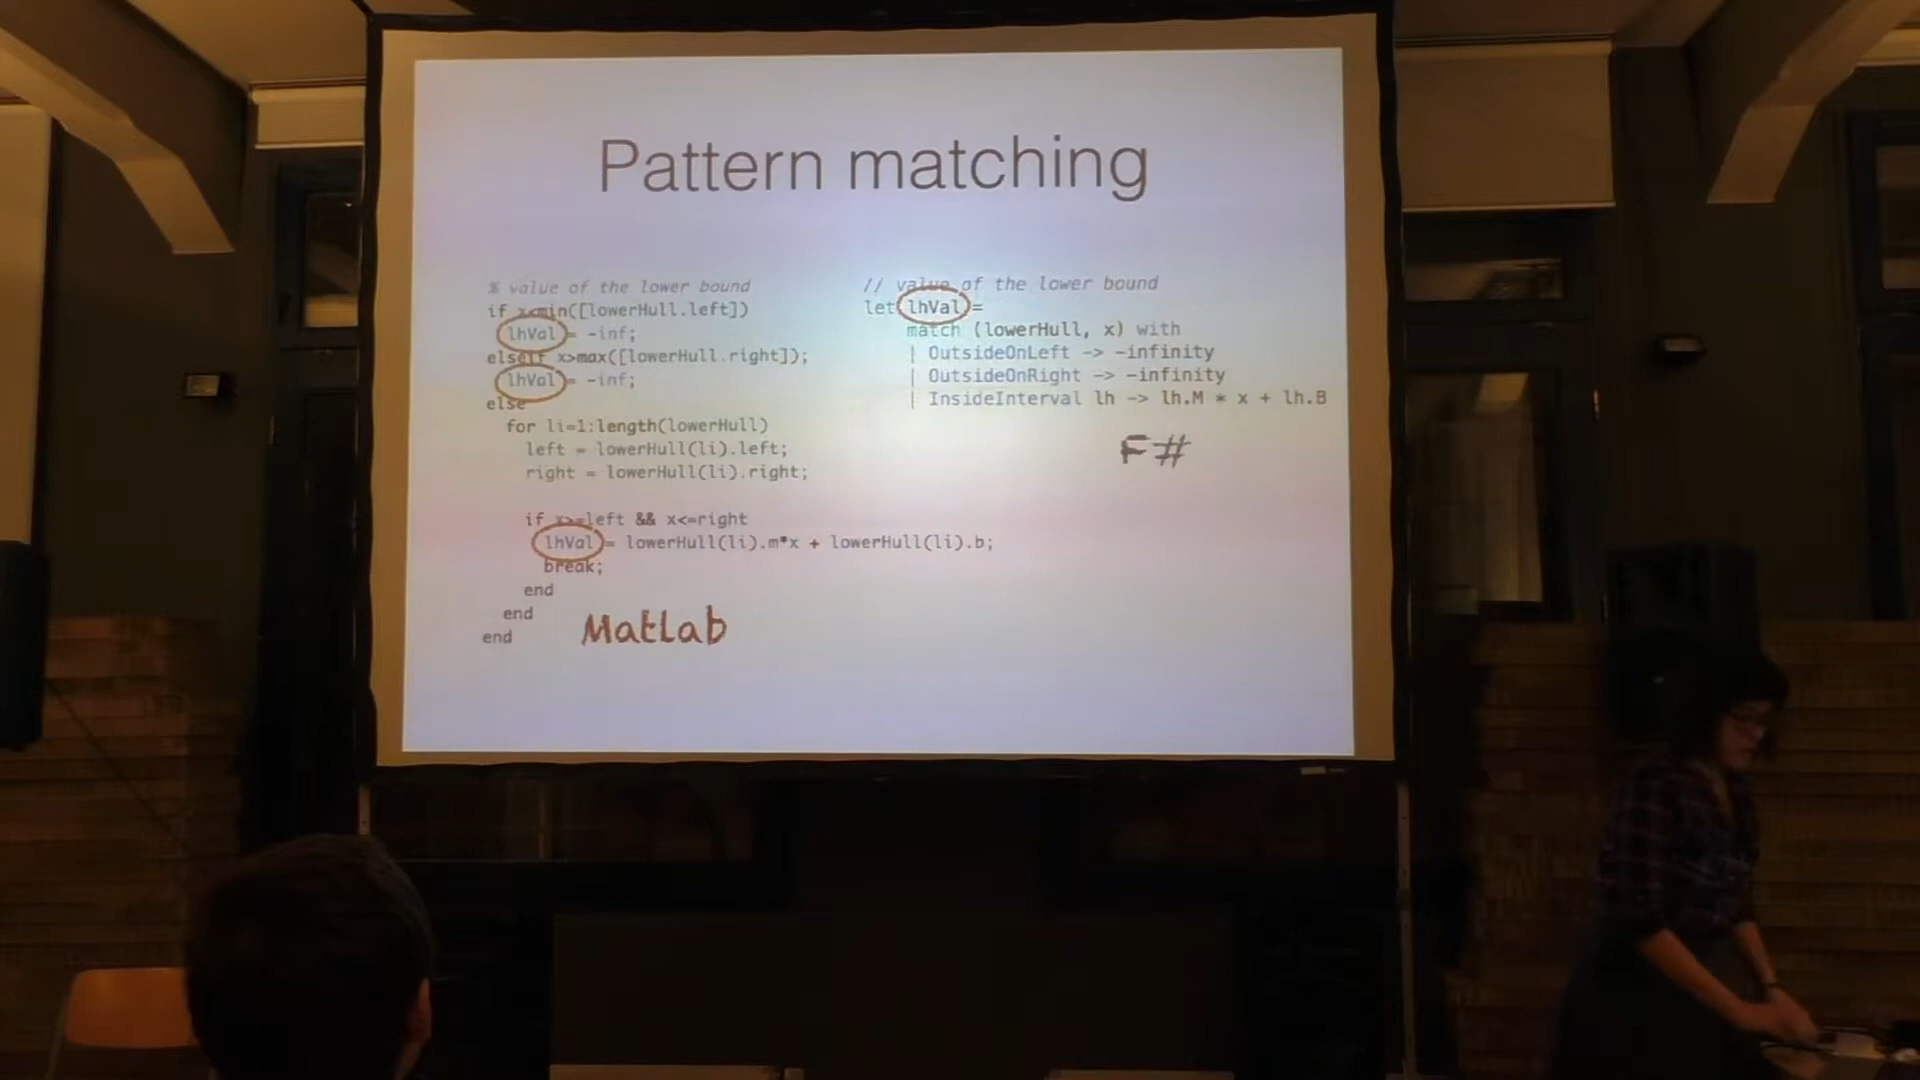 Pattern matching
% value of the lower bound
if x<min([lowerHull.left])
lhVal = -inf;
elseif x>max([lowerHull.right]);
lhVal = -inf;
else
for li=1:length(lowerHull)
left = lowerHull(li).left;
right = lowerHull(li).right;
if x>=left && x<=right
lhVal = lowerHull(li).m*x + lowerHull(li).b;
break;
end
end
end
Matlab
// value of the lower bound
let lhVal =
match (lowerHull, x) with
| OutsideOnLeft -> -infinity
| OutsideOnRight -> -infinity
| InsideInterval lh -> lh.M * x + lh.B
F#